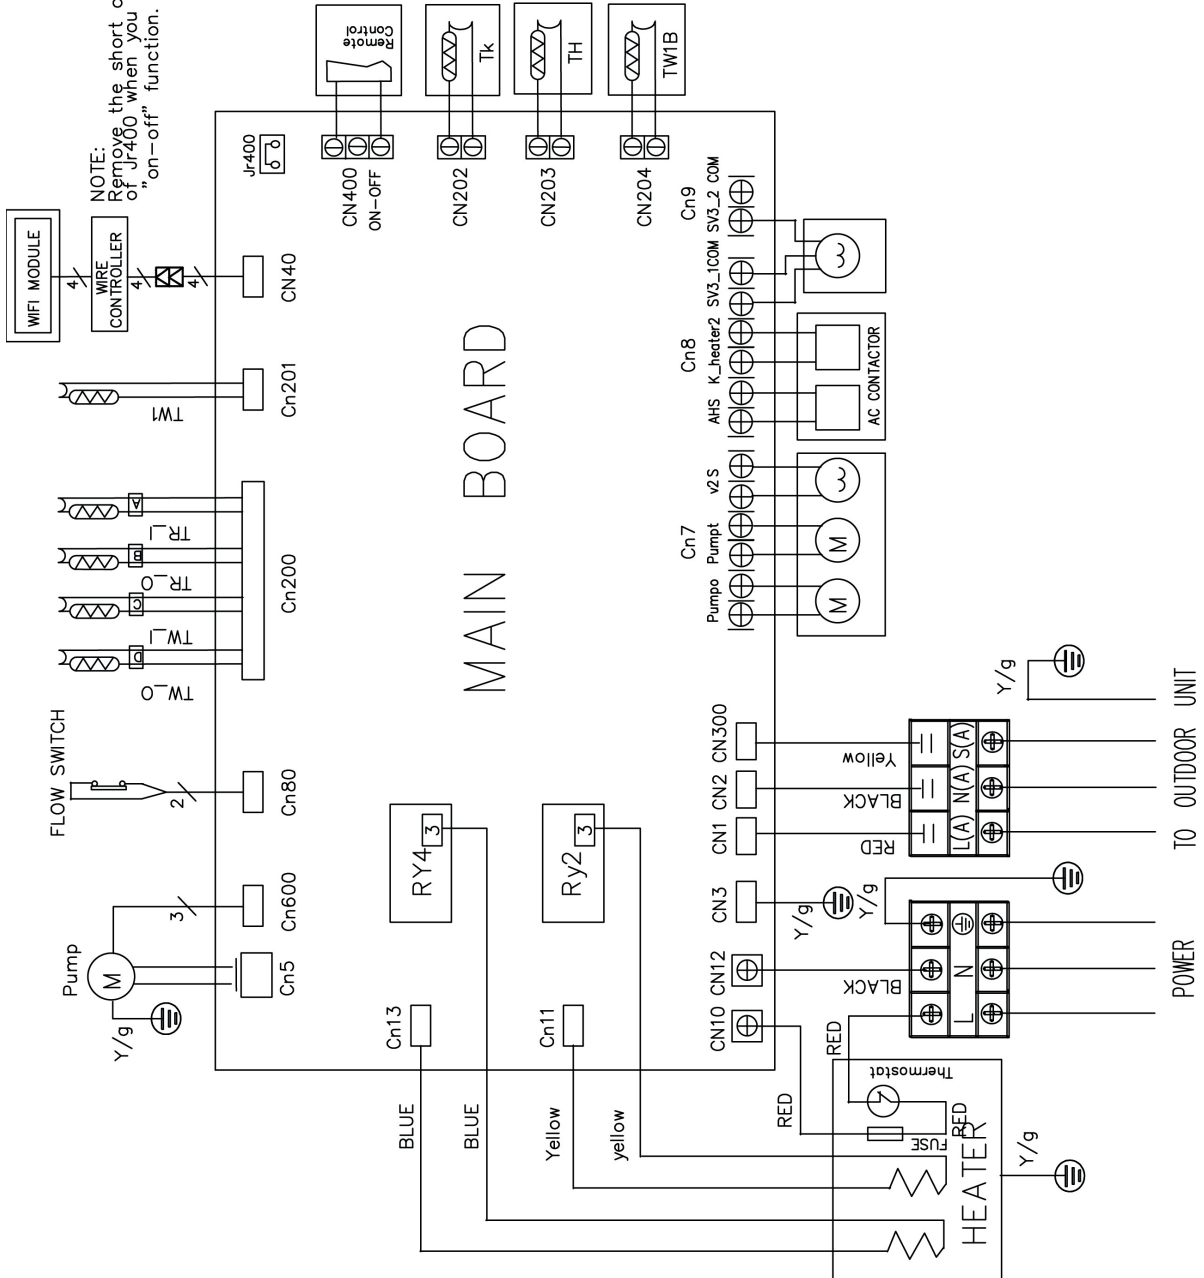 NOTE:
Remove the short c
of Jr400 when you
"on-off" function.
WIFI MODULE
WIRE
CONTROLLER
4
4
4
CN40
Jr400
Remote
Control
CN400
ON-OFF
Tk
CN202
TH
CN203
TW1B
CN204
TW1
Cn201
TR_I
A
TR_O
B
TW_I
C
TW_O
D
Cn200
FLOW SWITCH
2
Cn80
Pump
M
3
Cn600
Cn5
Y/g
MAIN BOARD
RY4
3
Ry2
3
Cn13
Cn11
BLUE
BLUE
Yellow
yellow
Cn9
SV3_2 COM
SV3_1COM
Cn8
K_heater2
AHS
AC CONTACTOR
Cn7
v2 S
Pumpt
Pumpo
M
M
CN300
CN2
CN1
CN3
CN12
CN10
Yellow
BLACK
RED
L(A) N(A) S(A)
Y/g
TO OUTDOOR UNIT
Y/g
Y/g
BLACK
L N
POWER
RED
RED
RED
Thermostat
FUSE
HEATER
Y/g